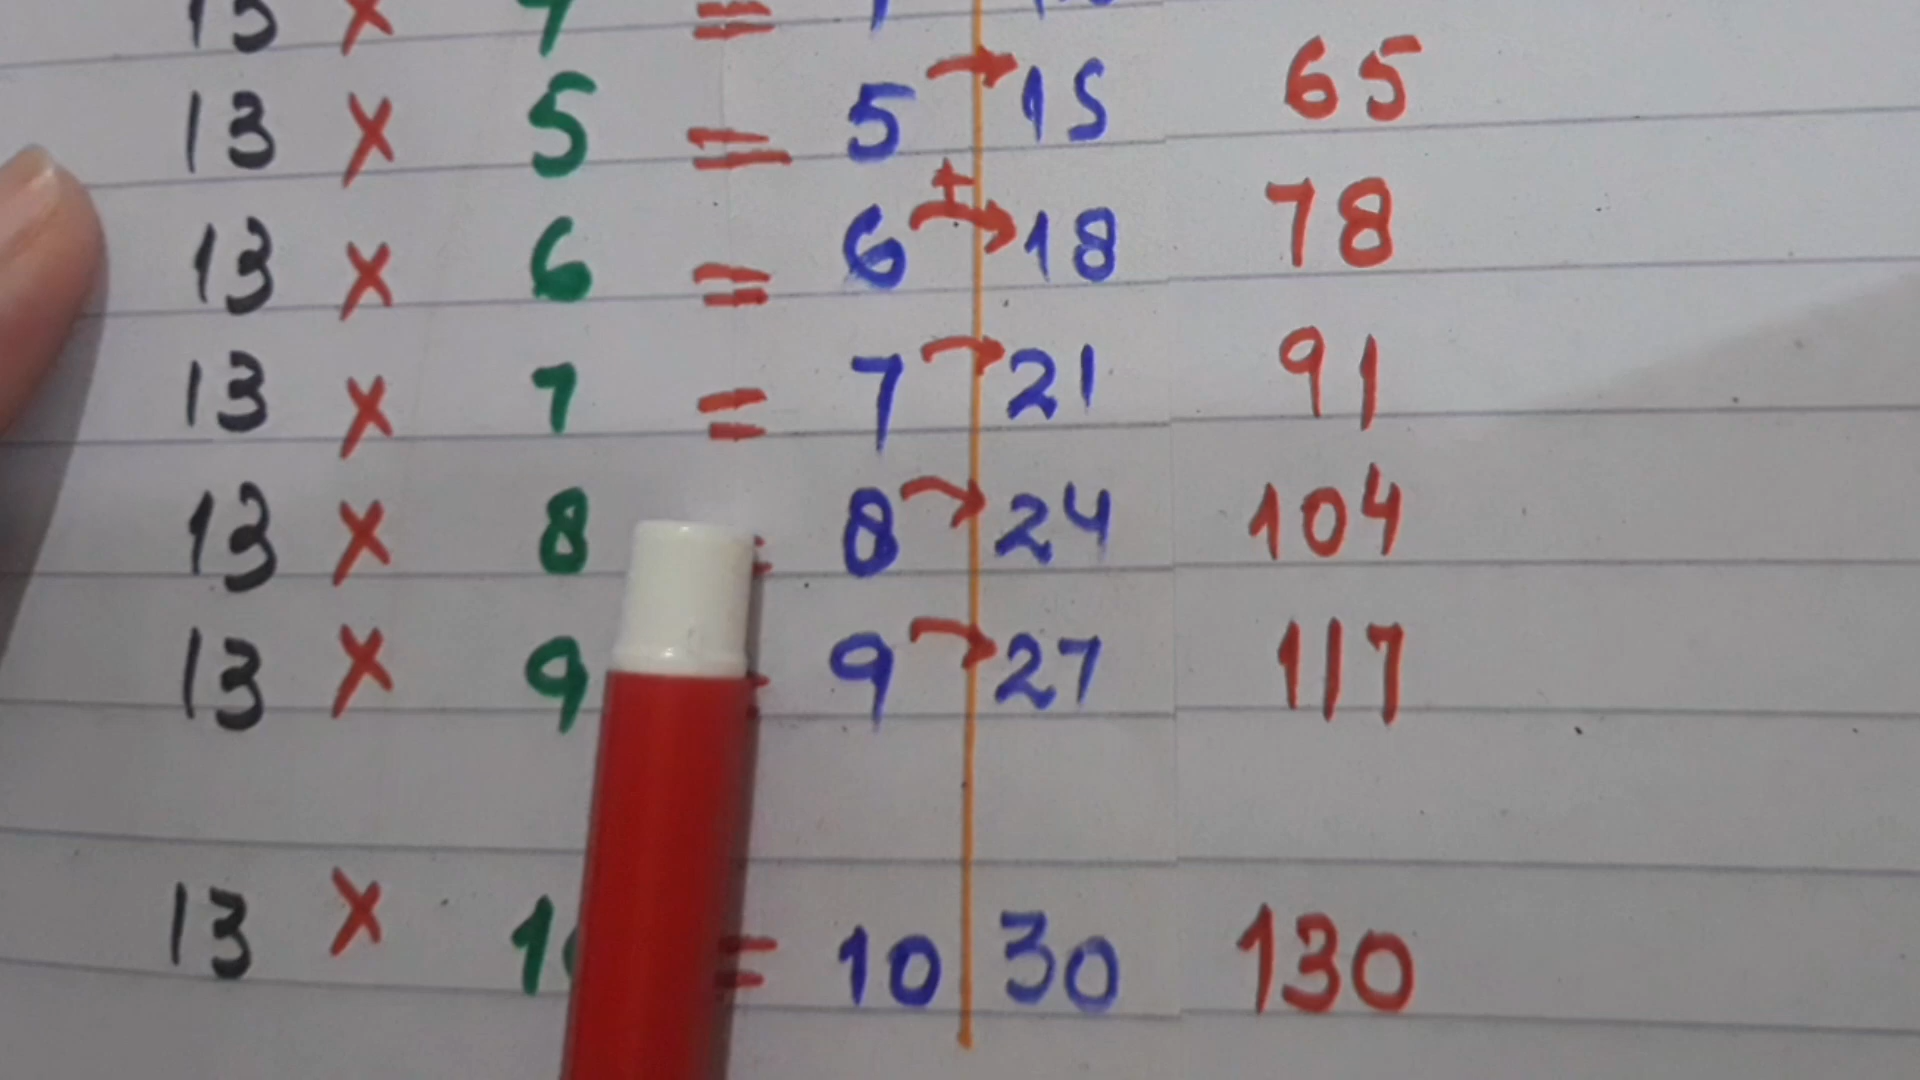 13 × 5 = 5 → 15 65
13 × 6 = 6 + → 18 78
13 × 7 = 7 → 21 91
13 × 8 = 8 → 24 104
13 × 9 = 9 → 27 117
13 × 10 = 10 30 130